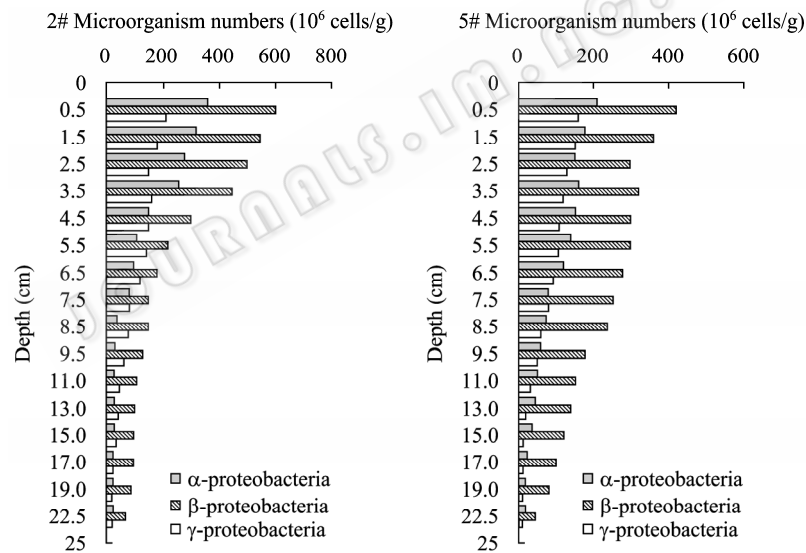 2# Microorganism numbers (10⁶ cells/g)
0 200 400 600 800
Depth (cm)
0
0.5
1.5
2.5
3.5
4.5
5.5
6.5
7.5
8.5
9.5
11.0
13.0
15.0
17.0
19.0
22.5
25
α-proteobacteria
β-proteobacteria
γ-proteobacteria
5# Microorganism numbers (10⁶ cells/g)
0 200 400 600
Depth (cm)
0
0.5
1.5
2.5
3.5
4.5
5.5
6.5
7.5
8.5
9.5
11.0
13.0
15.0
17.0
19.0
22.5
25
α-proteobacteria
β-proteobacteria
γ-proteobacteria
JOURNALS.IM.AC